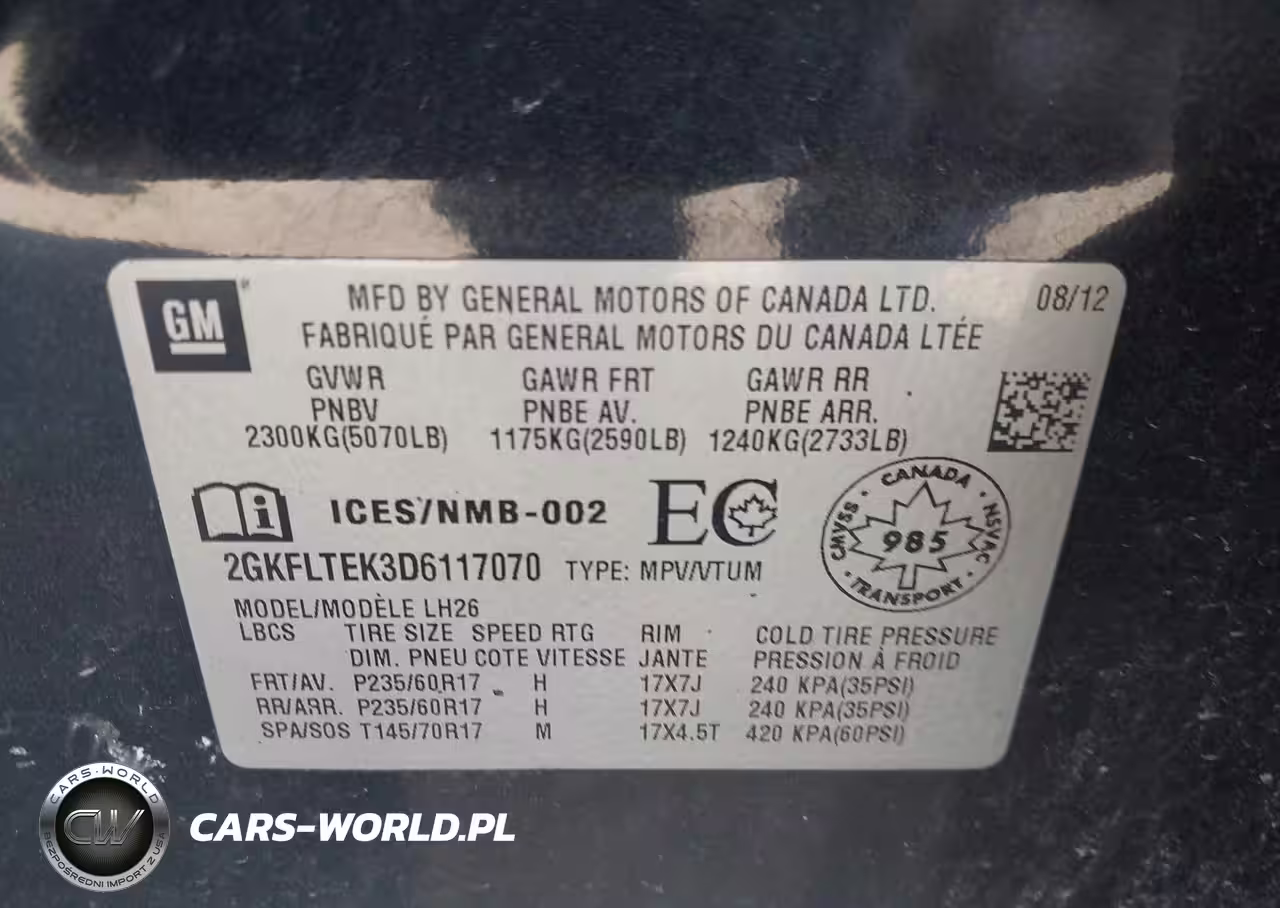 GM
MFD BY GENERAL MOTORS OF CANADA LTD. 08/12
FABRIQUÉ PAR GENERAL MOTORS DU CANADA LTÉE
GVWR GAWR FRT GAWR RR
PNBV PNBE AV. PNBE ARR.
2300KG(5070LB) 1175KG(2590LB) 1240KG(2733LB)
ICES/NMB-002 EC
CANADA
CMVSS 985 NSVAC
TRANSPORT
2GKFLTEK3D6117070 TYPE: MPV/VTUM
MODEL/MODÈLE LH26
LBCS TIRE SIZE SPEED RTG RIM COLD TIRE PRESSURE
DIM. PNEU COTE VITESSE JANTE PRESSION À FROID
FRT/AV. P235/60R17 H 17X7J 240 KPA(35PSI)
RR/ARR. P235/60R17 H 17X7J 240 KPA(35PSI)
SPA/SOS T145/70R17 M 17X4.5T 420 KPA(60PSI)
CARS-WORLD
CW
BEZPOŚREDNI IMPORT Z USA
CARS-WORLD.PL